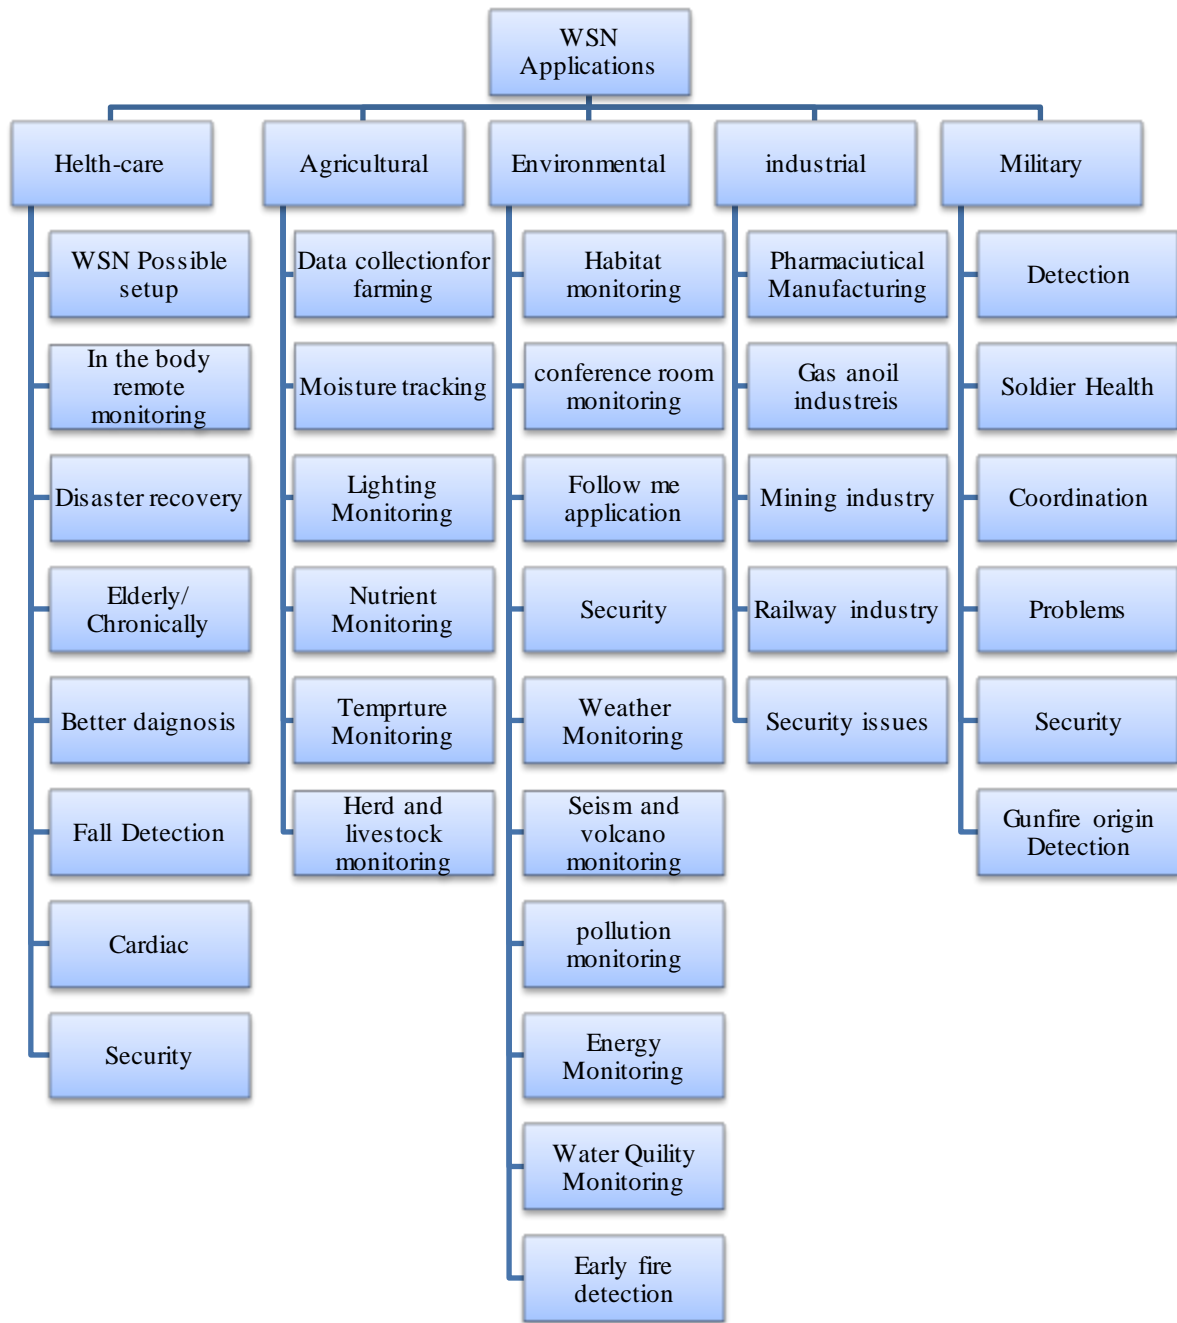 WSN
Applications
Helth-care
Agricultural
Environmental
industrial
Military
WSN Possible
setup
In the body
remote
monitoring
Disaster recovery
Elderly/
Chronically
Better daignosis
Fall Detection
Cardiac
Security
Data collectionfor
farming
Moisture tracking
Lighting
Monitoring
Nutrient
Monitoring
Temprture
Monitoring
Herd and
livestock
monitoring
Habitat
monitoring
conference room
monitoring
Follow me
application
Security
Weather
Monitoring
Seism and
volcano
monitoring
pollution
monitoring
Energy
Monitoring
Water Quility
Monitoring
Early fire
detection
Pharmaciutical
Manufacturing
Gas anoil
industreis
Mining industry
Railway industry
Security issues
Detection
Soldier Health
Coordination
Problems
Security
Gunfire origin
Detection